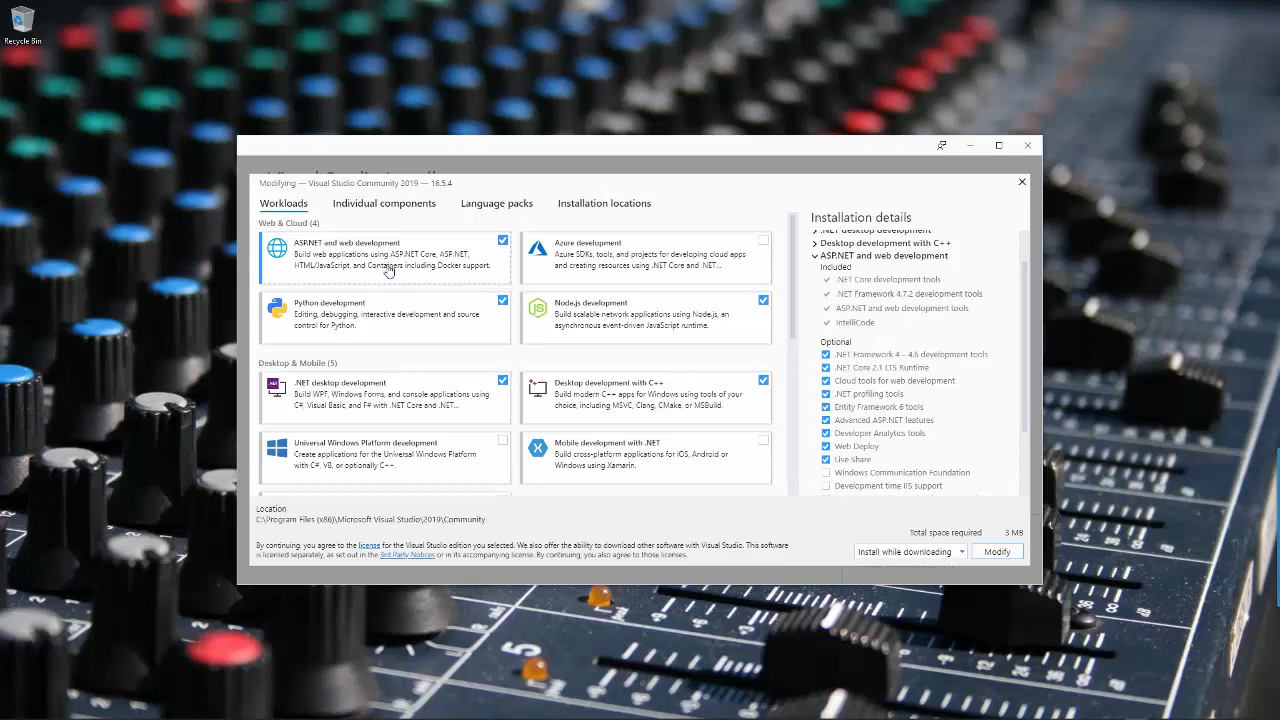 Recycle Bin
Modifying — Visual Studio Community 2019 — 16.5.4
Workloads
Individual components
Language packs
Installation locations
Web & Cloud (4)
ASP.NET and web development
Build web applications using ASP.NET Core, ASP.NET,
HTML/JavaScript, and Containers including Docker support.
Azure development
Azure SDKs, tools, and projects for developing cloud apps
and creating resources using .NET Core and .NET...
Python development
Editing, debugging, interactive development and source
control for Python.
Node.js development
Build scalable network applications using Node.js, an
asynchronous event-driven JavaScript runtime.
Desktop & Mobile (5)
.NET desktop development
Build WPF, Windows Forms, and console applications using
C#, Visual Basic, and F# with .NET Core and .NET...
Desktop development with C++
Build modern C++ apps for Windows using tools of your
choice, including MSVC, Clang, CMake, or MSBuild.
Universal Windows Platform development
Create applications for the Universal Windows Platform
with C#, VB, or optionally C++.
Mobile development with .NET
Build cross-platform applications for iOS, Android or
Windows using Xamarin.
Installation details
.NET desktop development
Desktop development with C++
ASP.NET and web development
Included
.NET Core development tools
.NET Framework 4.7.2 development tools
ASP.NET and web development tools
IntelliCode
Optional
.NET Framework 4 – 4.6 development tools
.NET Core 2.1 LTS Runtime
Cloud tools for web development
.NET profiling tools
Entity Framework 6 tools
Advanced ASP.NET features
Developer Analytics tools
Web Deploy
Live Share
Windows Communication Foundation
Development time IIS support
Location
C:\Program Files (x86)\Microsoft Visual Studio\2019\Community
By continuing, you agree to the license for the Visual Studio edition you selected. We also offer the ability to download other software with Visual Studio. This software
is licensed separately, as set out in the 3rd Party Notices or in its accompanying license. By continuing, you also agree to those licenses.
Total space required 3 MB
Install while downloading
Modify
5